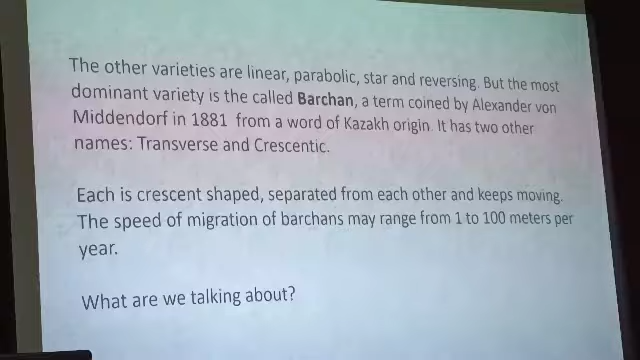 The other varieties are linear, parabolic, star and reversing. But the most
dominant variety is the called Barchan, a term coined by Alexander von
Middendorf in 1881 from a word of Kazakh origin. It has two other
names: Transverse and Crescentic.
Each is crescent shaped, separated from each other and keeps moving.
The speed of migration of barchans may range from 1 to 100 meters per
year.
What are we talking about?